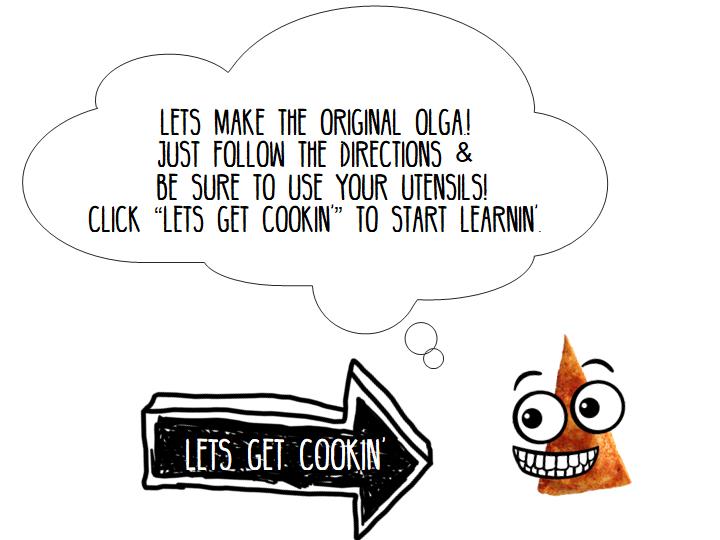 LETS MAKE THE ORIGINAL OLGA!
JUST FOLLOW THE DIRECTIONS &
BE SURE TO USE YOUR UTENSILS!
CLICK “LETS GET COOKIN’” TO START LEARNIN’.
LETS GET COOKIN’